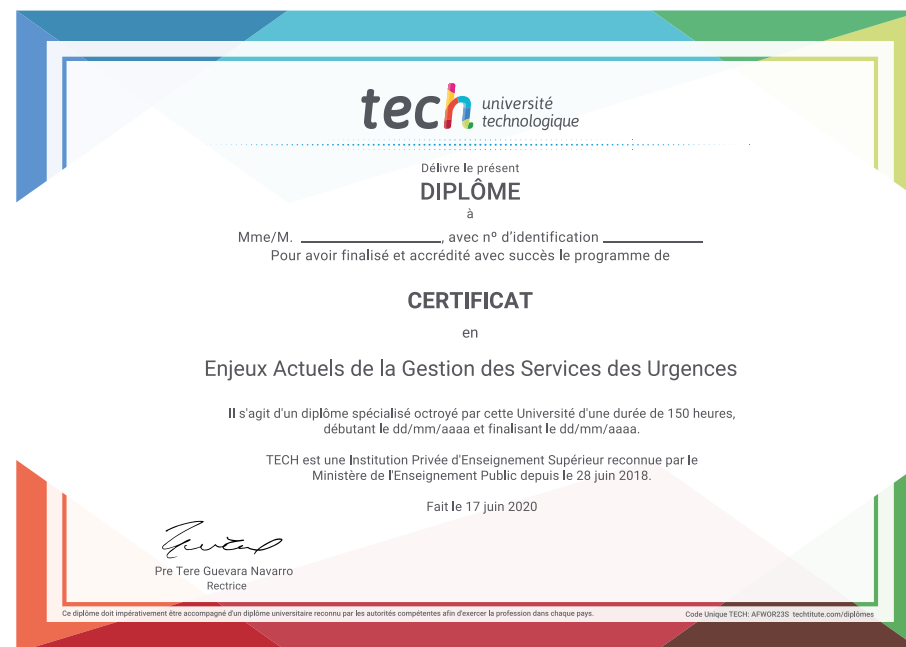 tech université
technologique
Délivre le présent
DIPLÔME
à
Mme/M. ____________________, avec nº d'identification ______________
Pour avoir finalisé et accrédité avec succès le programme de
CERTIFICAT
en
Enjeux Actuels de la Gestion des Services des Urgences
Il s'agit d'un diplôme spécialisé octroyé par cette Université d'une durée de 150 heures,
débutant le dd/mm/aaaa et finalisant le dd/mm/aaaa.
TECH est une Institution Privée d'Enseignement Supérieur reconnue par le
Ministère de l'Enseignement Public depuis le 28 juin 2018.
Fait le 17 juin 2020
Pre Tere Guevara Navarro
Rectrice
Ce diplôme doit impérativement être accompagné d'un diplôme universitaire reconnu par les autorités compétentes afin d'exercer la profession dans chaque pays.
Code Unique TECH: AFWOR23S techtitute.com/diplômes